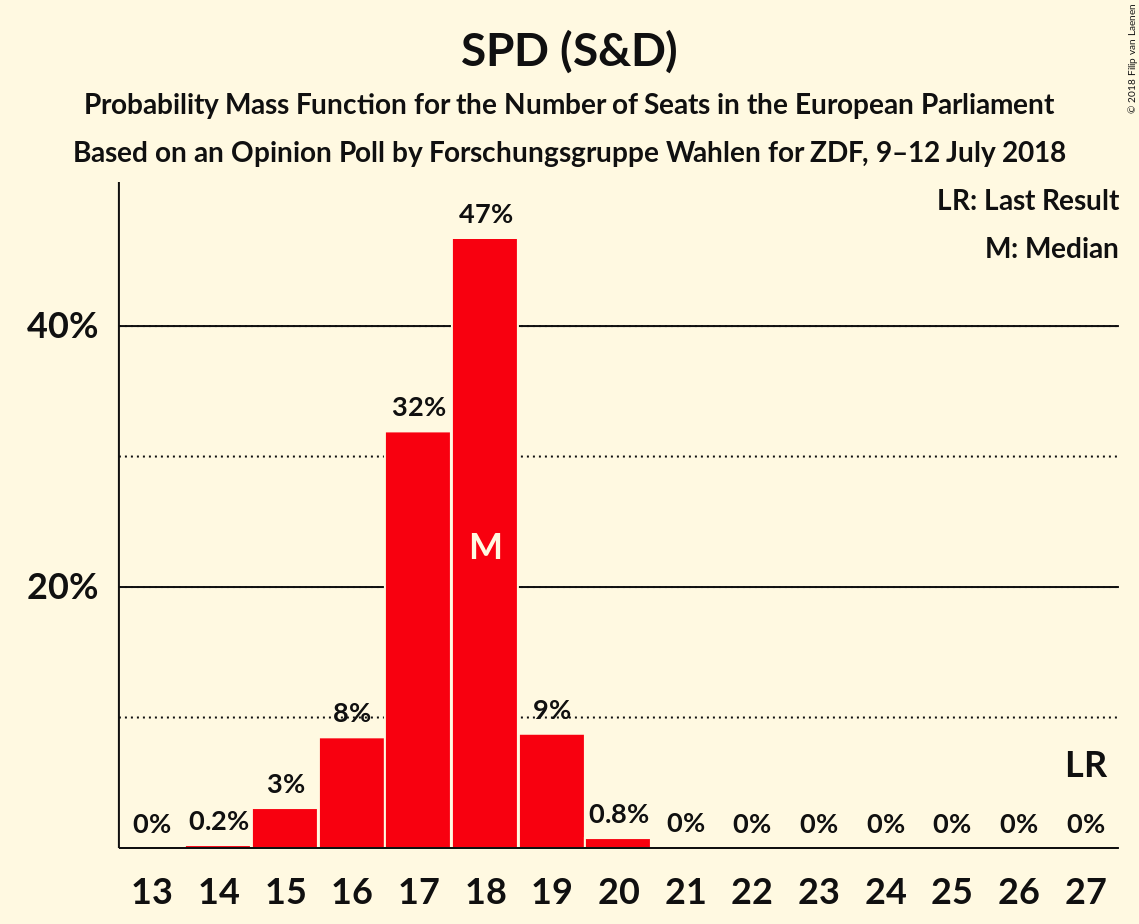 SPD (S&D)
Probability Mass Function for the Number of Seats in the European Parliament
Based on an Opinion Poll by Forschungsgruppe Wahlen for ZDF, 9–12 July 2018
© 2018 Filip van Laenen
LR: Last Result
M: Median
47%
40%
32%
M
20%
8%
9%
LR
3%
0%
0.2%
0.8%
0%
0%
0%
0%
0%
0%
0%
13 14 15 16 17 18 19 20 21 22 23 24 25 26 27